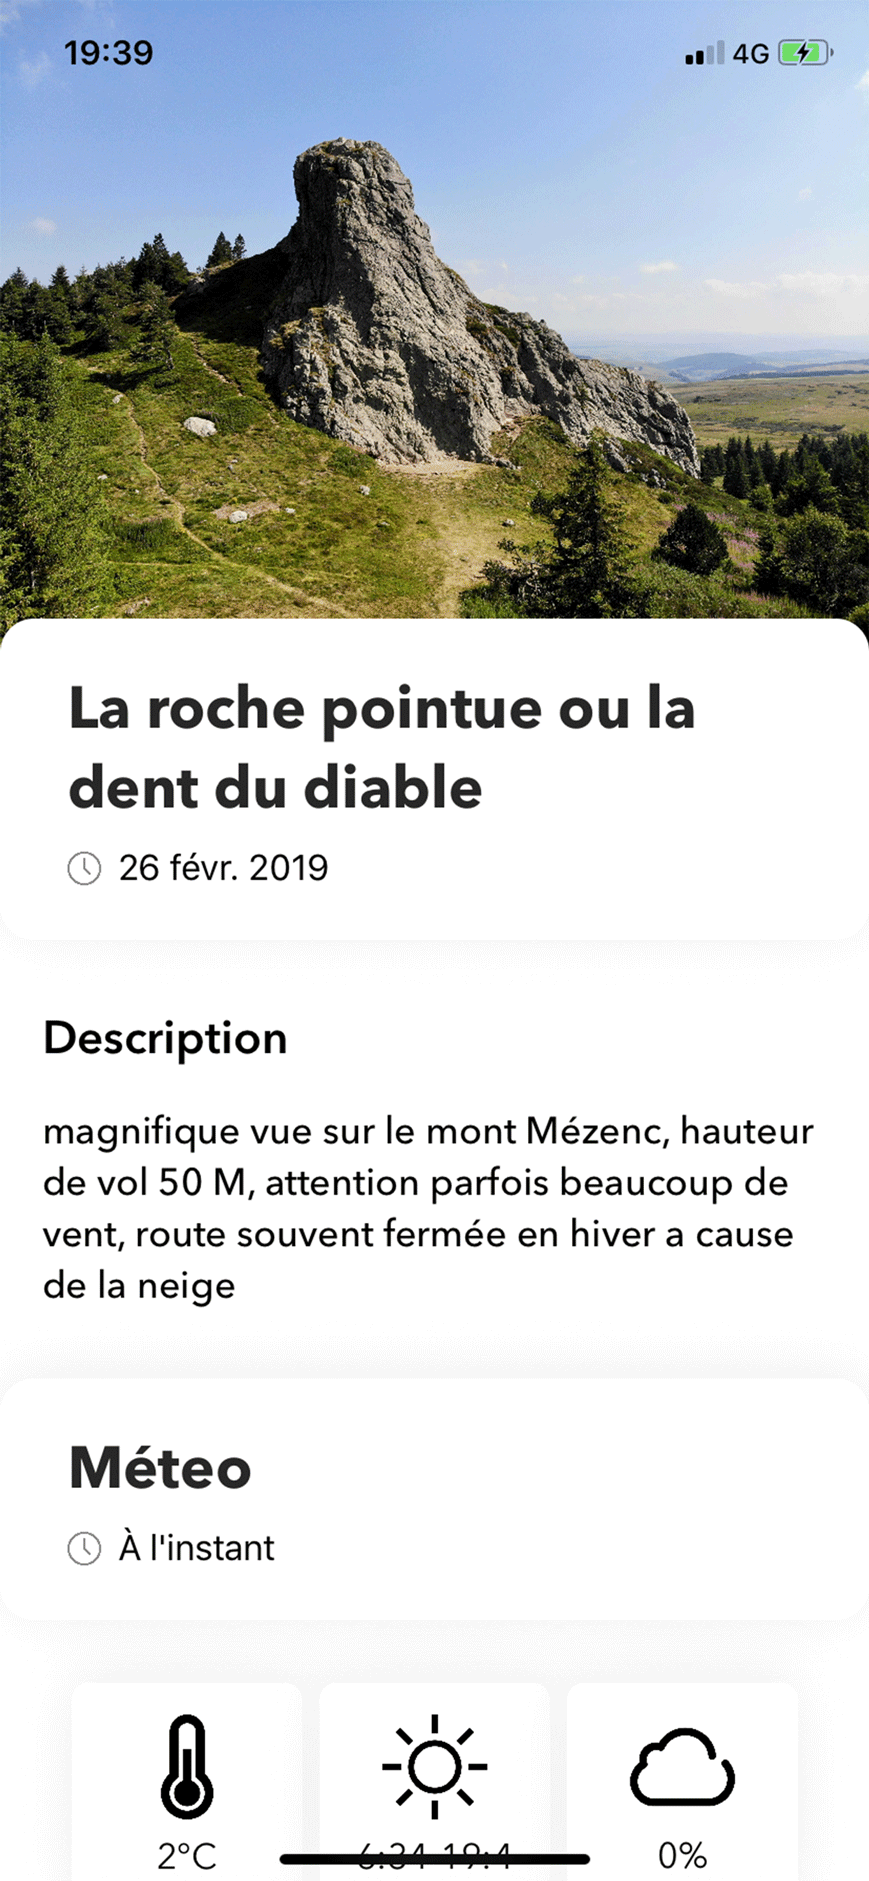 19:39 4G
La roche pointue ou la
dent du diable
26 févr. 2019
Description
magnifique vue sur le mont Mézenc, hauteur
de vol 50 M, attention parfois beaucoup de
vent, route souvent fermée en hiver a cause
de la neige
Méteo
À l'instant
2°C 6:34-19:4 0%